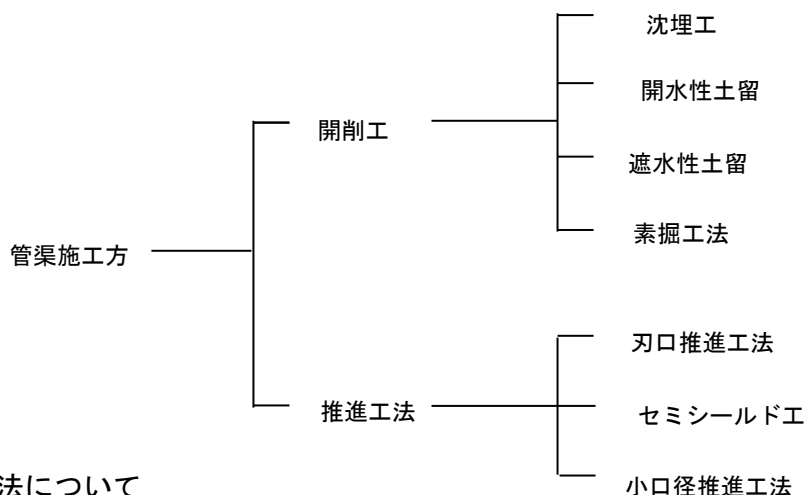 沈埋工
開水性土留
開削工
遮水性土留
素掘工法
管渠施工方
刃口推進工法
推進工法
セミシールド工
小口径推進工法
法について